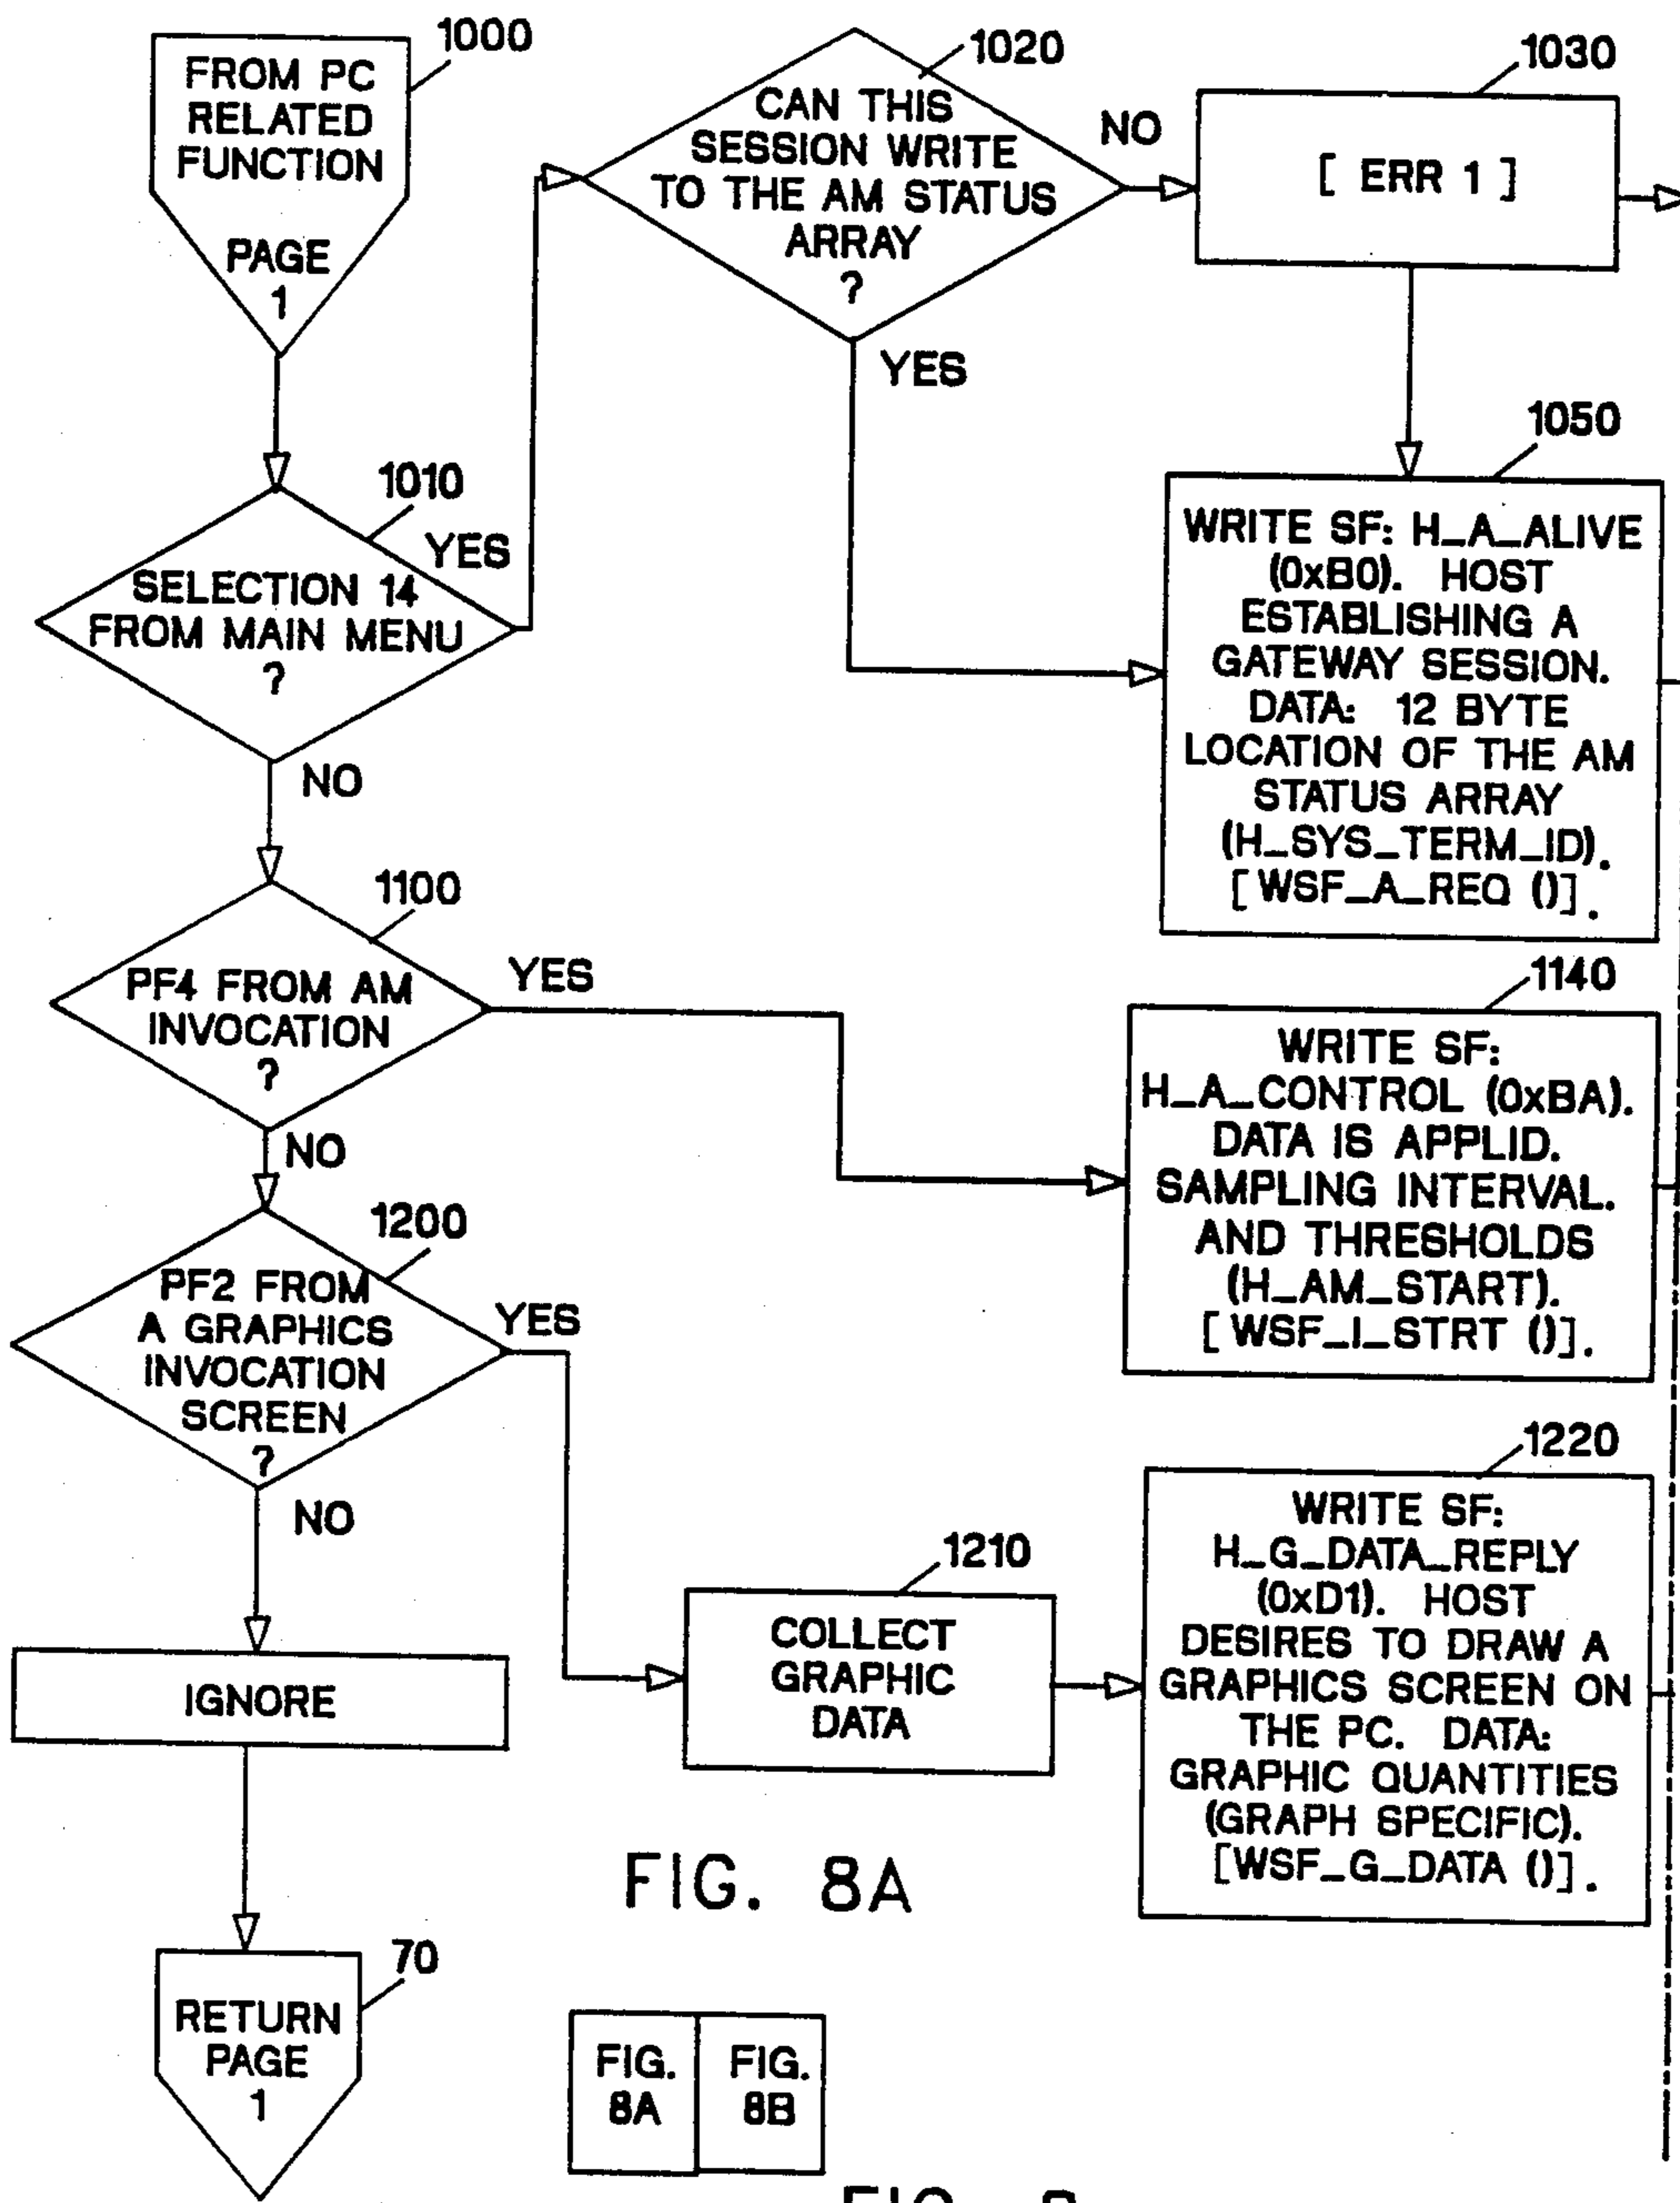 1000
FROM PC
RELATED
FUNCTION
PAGE
1
1010
YES
SELECTION 14
FROM MAIN MENU
?
NO
1020
CAN THIS
SESSION WRITE
TO THE AM STATUS
ARRAY
?
NO
YES
1030
[ ERR 1 ]
1050
WRITE SF: H_A_ALIVE
(0xB0). HOST
ESTABLISHING A
GATEWAY SESSION.
DATA: 12 BYTE
LOCATION OF THE AM
STATUS ARRAY
(H_SYS_TERM_ID).
[ WSF_A_REQ ()].
1100
PF4 FROM AM
INVOCATION
?
YES
NO
1140
WRITE SF:
H_A_CONTROL (0xBA).
DATA IS APPLID.
SAMPLING INTERVAL.
AND THRESHOLDS
(H_AM_START).
[ WSF_I_STRT ()].
1200
PF2 FROM
A GRAPHICS
INVOCATION
SCREEN
?
YES
NO
1210
COLLECT
GRAPHIC
DATA
1220
WRITE SF:
H_G_DATA_REPLY
(0xD1). HOST
DESIRES TO DRAW A
GRAPHICS SCREEN ON
THE PC. DATA:
GRAPHIC QUANTITIES
(GRAPH SPECIFIC).
[WSF_G_DATA ()].
IGNORE
70
RETURN
PAGE
1
FIG. 8A
FIG.
8A
FIG.
8B